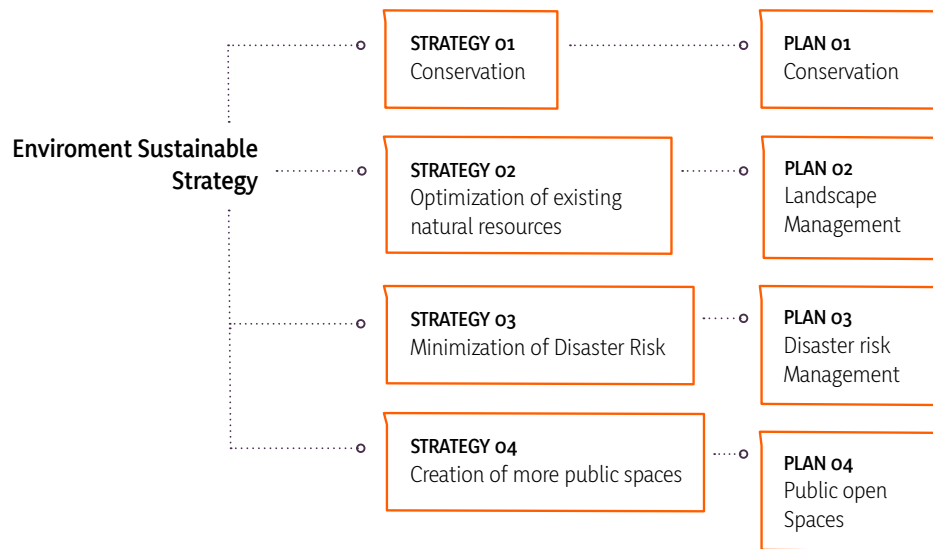 Enviroment Sustainable
Strategy
STRATEGY 01
Conservation
PLAN 01
Conservation
STRATEGY 02
Optimization of existing
natural resources
PLAN 02
Landscape
Management
STRATEGY 03
Minimization of Disaster Risk
PLAN 03
Disaster risk
Management
STRATEGY 04
Creation of more public spaces
PLAN 04
Public open
Spaces